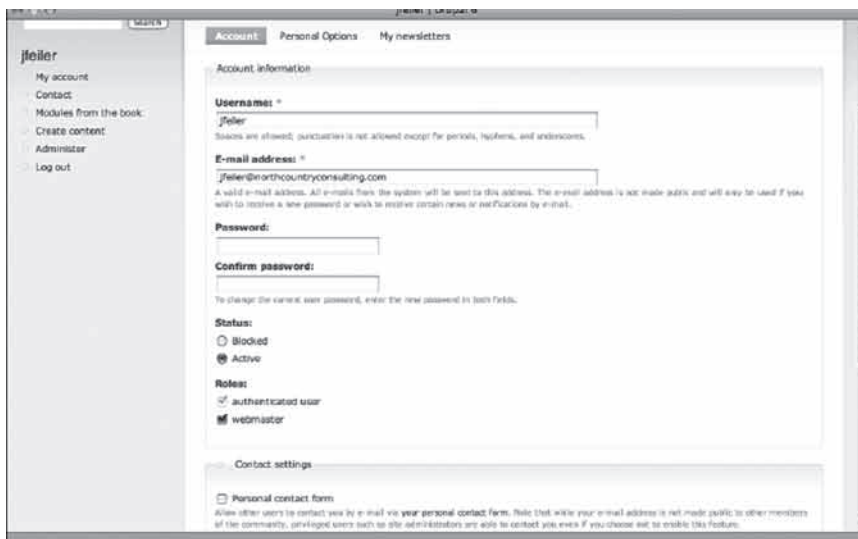 jfeiler | Drupal 6
Search
jfeiler
My account
Contact
Modules from the book
Create content
Administer
Log out
Account Personal Options My newsletters
Account information
Username: *
jfeiler
Spaces are allowed; punctuation is not allowed except for periods, hyphens, and underscores.
E-mail address: *
jfeiler@northcountryconsulting.com
A valid e-mail address. All e-mails from the system will be sent to this address. The e-mail address is not made public and will only be used if you
wish to receive a new password or wish to receive certain news or notifications by e-mail.
Password:
Confirm password:
To change the current user password, enter the new password in both fields.
Status:
Blocked
Active
Roles:
authenticated user
webmaster
Contact settings
Personal contact form
Allow other users to contact you by e-mail via your personal contact form. Note that while your e-mail address is not made public to other members
of the community, privileged users such as site administrators are able to contact you even if you choose not to enable this feature.